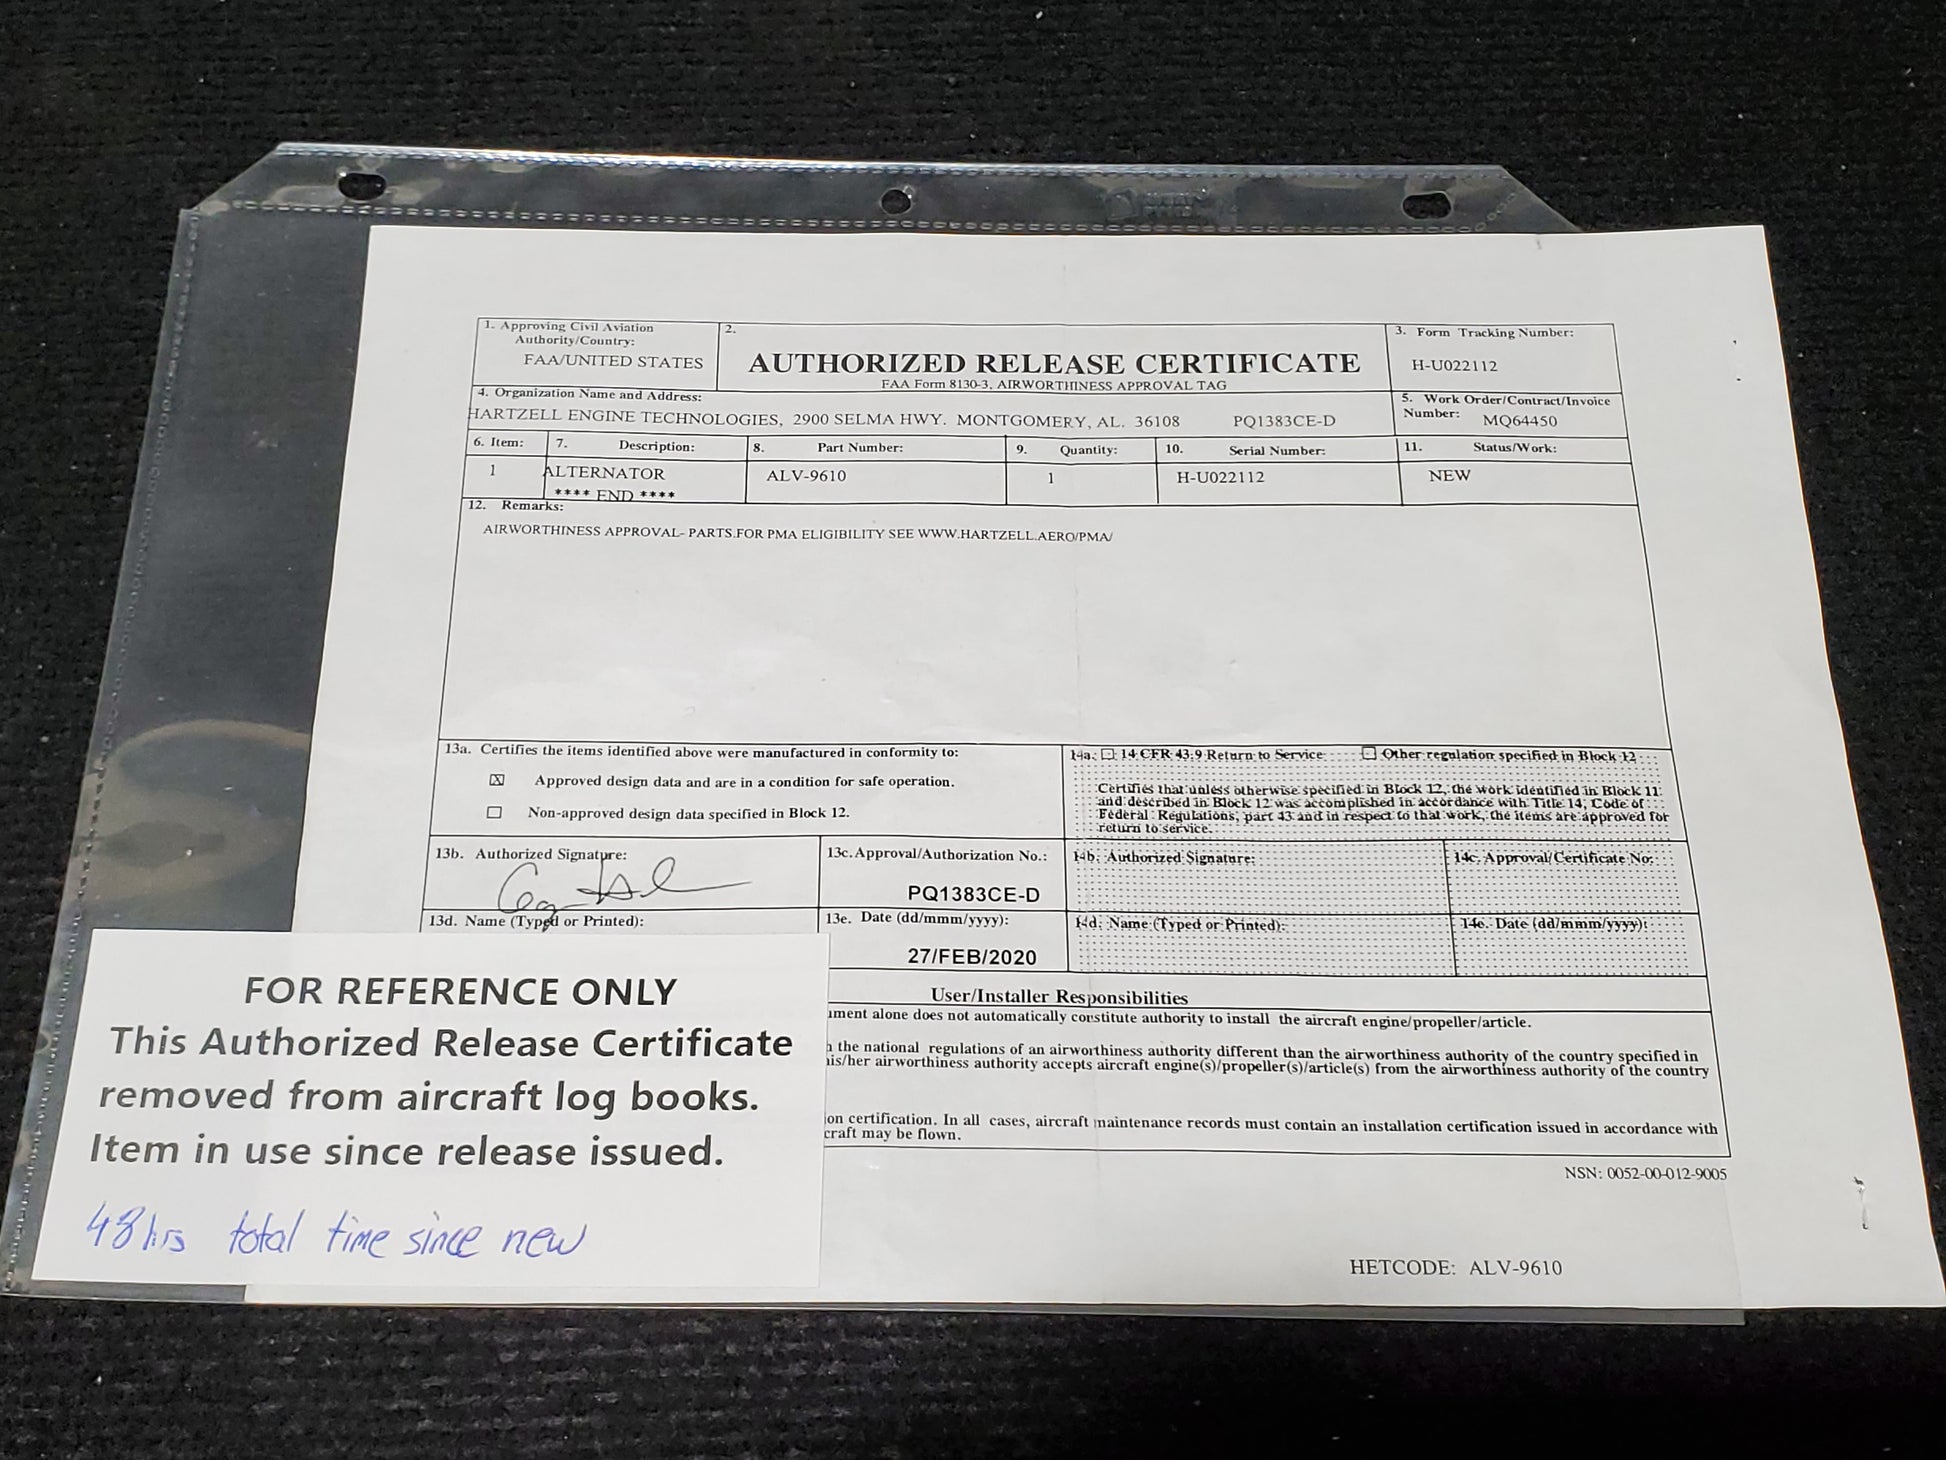 1. Approving Civil Aviation
Authority/Country:
FAA/UNITED STATES
2.
AUTHORIZED RELEASE CERTIFICATE
FAA Form 8130-3, AIRWORTHINESS APPROVAL TAG
3. Form Tracking Number:
H-U022112
4. Organization Name and Address:
HARTZELL ENGINE TECHNOLOGIES, 2900 SELMA HWY. MONTGOMERY, AL. 36108 PQ1383CE-D
5. Work Order/Contract/Invoice
Number: MQ64450
6. Item: 7. Description: 8. Part Number: 9. Quantity: 10. Serial Number: 11. Status/Work:
1 ALTERNATOR ALV-9610 1 H-U022112 NEW
**** END ****
12. Remarks:
AIRWORTHINESS APPROVAL- PARTS.FOR PMA ELIGIBILITY SEE WWW.HARTZELL.AERO/PMA/
13a. Certifies the items identified above were manufactured in conformity to:
☒ Approved design data and are in a condition for safe operation.
☐ Non-approved design data specified in Block 12.
14a. ☐ 14 CFR 43.9 Return to Service ☐ Other regulation specified in Block 12
Certifies that unless otherwise specified in Block 12, the work identified in Block 11
and described in Block 12 was accomplished in accordance with Title 14, Code of
Federal Regulations, part 43 and in respect to that work, the items are approved for
return to service.
13b. Authorized Signature:
13c. Approval/Authorization No.:
PQ1383CE-D
14b. Authorized Signature:
14c. Approval/Certificate No.:
13d. Name (Typed or Printed):
13e. Date (dd/mmm/yyyy):
27/FEB/2020
14d. Name (Typed or Printed):
14e. Date (dd/mmm/yyyy):
User/Installer Responsibilities
ument alone does not automatically constitute authority to install the aircraft engine/propeller/article.
h the national regulations of an airworthiness authority different than the airworthiness authority of the country specified in
his/her airworthiness authority accepts aircraft engine(s)/propeller(s)/article(s) from the airworthiness authority of the country
on certification. In all cases, aircraft maintenance records must contain an installation certification issued in accordance with
craft may be flown.
NSN: 0052-00-012-9005
HETCODE: ALV-9610
FOR REFERENCE ONLY
This Authorized Release Certificate
removed from aircraft log books.
Item in use since release issued.
48 hrs total time since new